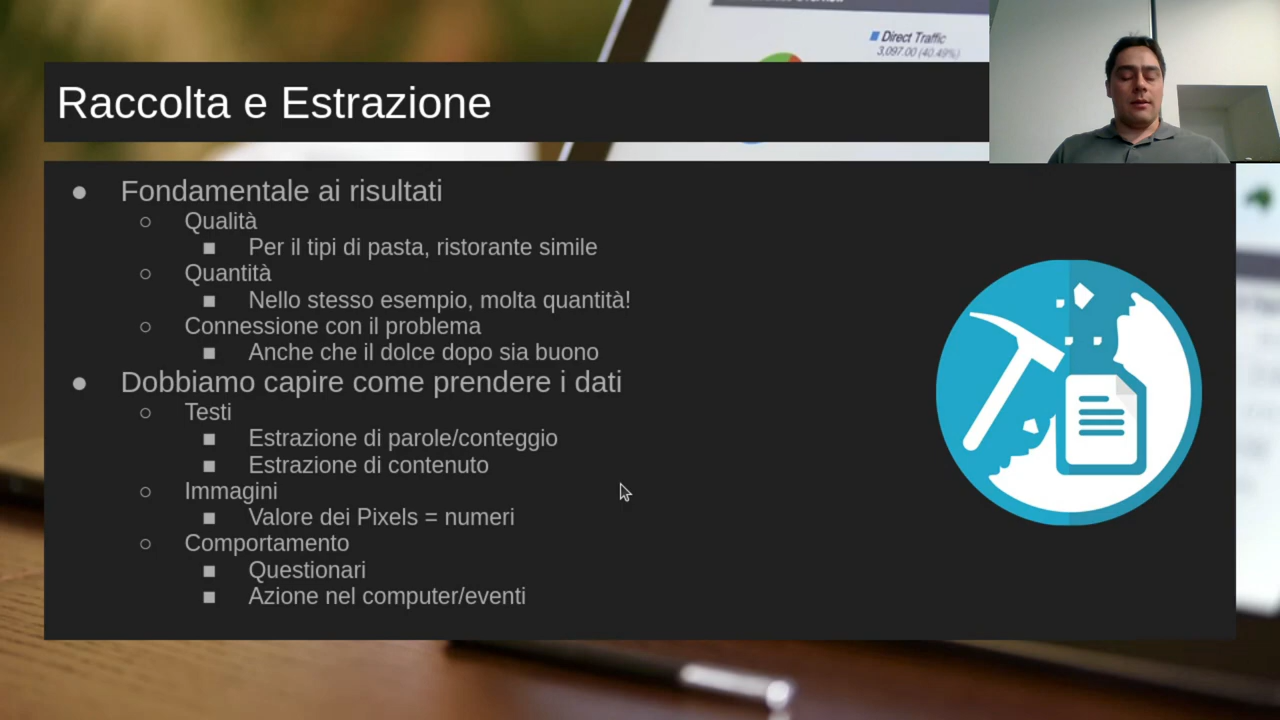 Direct Traffic
3,097.00 (40.49%)
Raccolta e Estrazione
Fondamentale ai risultati
Qualità
Per il tipi di pasta, ristorante simile
Quantità
Nello stesso esempio, molta quantità!
Connessione con il problema
Anche che il dolce dopo sia buono
Dobbiamo capire come prendere i dati
Testi
Estrazione di parole/conteggio
Estrazione di contenuto
Immagini
Valore dei Pixels = numeri
Comportamento
Questionari
Azione nel computer/eventi